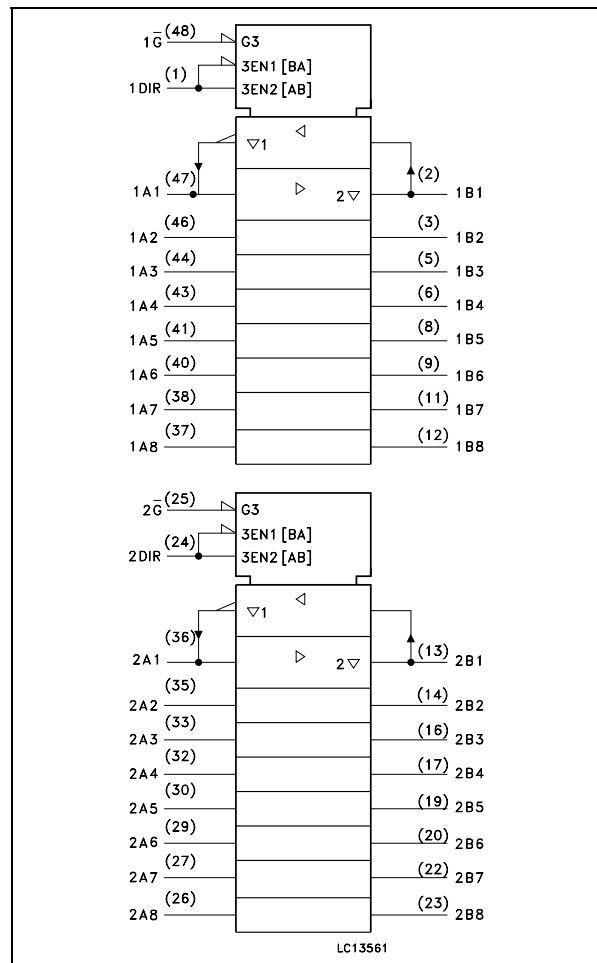 1G̅ (48) G3
3EN1 [BA]
1DIR (1) 3EN2 [AB]
▽1 ◁
1A1 (47) ▷ 2▽ (2) 1B1
1A2 (46) (3) 1B2
1A3 (44) (5) 1B3
1A4 (43) (6) 1B4
1A5 (41) (8) 1B5
1A6 (40) (9) 1B6
1A7 (38) (11) 1B7
1A8 (37) (12) 1B8
2G̅ (25) G3
3EN1 [BA]
2DIR (24) 3EN2 [AB]
▽1 ◁
2A1 (36) ▷ 2▽ (13) 2B1
2A2 (35) (14) 2B2
2A3 (33) (16) 2B3
2A4 (32) (17) 2B4
2A5 (30) (19) 2B5
2A6 (29) (20) 2B6
2A7 (27) (22) 2B7
2A8 (26) (23) 2B8
LC13561